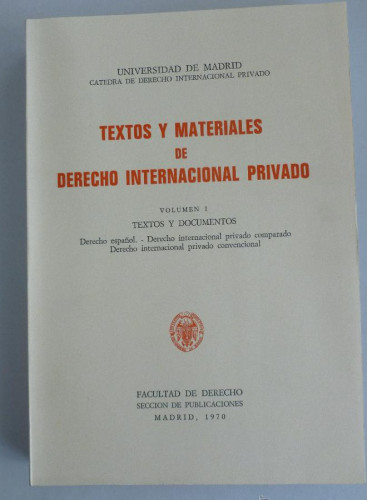 UNIVERSIDAD DE MADRID
CATEDRA DE DERECHO INTERNACIONAL PRIVADO
TEXTOS Y MATERIALES
DE
DERECHO INTERNACIONAL PRIVADO
VOLUMEN I
TEXTOS Y DOCUMENTOS
Derecho español. - Derecho internacional privado comparado
Derecho internacional privado convencional
FACULTAD DE DERECHO
SECCION DE PUBLICACIONES
MADRID, 1970